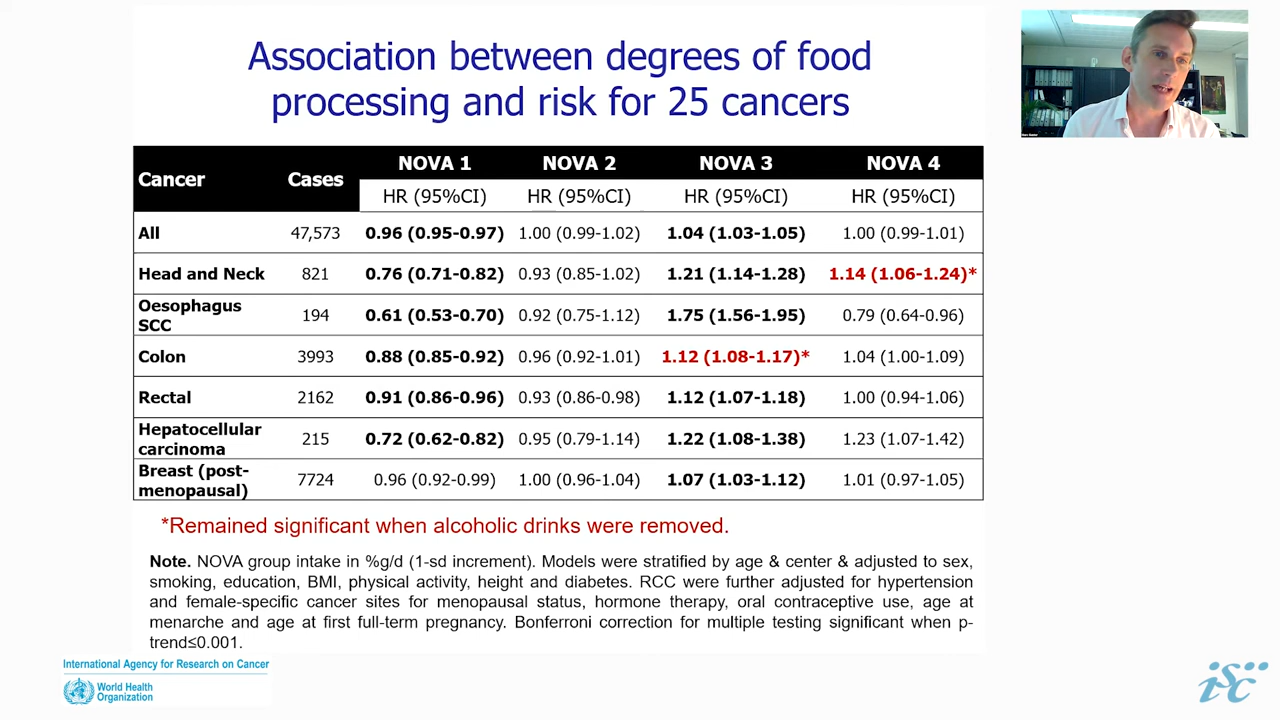 Association between degrees of food
processing and risk for 25 cancers
Cancer Cases NOVA 1 NOVA 2 NOVA 3 NOVA 4
HR (95%CI) HR (95%CI) HR (95%CI) HR (95%CI)
All 47,573 0.96 (0.95-0.97) 1.00 (0.99-1.02) 1.04 (1.03-1.05) 1.00 (0.99-1.01)
Head and Neck 821 0.76 (0.71-0.82) 0.93 (0.85-1.02) 1.21 (1.14-1.28) 1.14 (1.06-1.24)*
Oesophagus
SCC 194 0.61 (0.53-0.70) 0.92 (0.75-1.12) 1.75 (1.56-1.95) 0.79 (0.64-0.96)
Colon 3993 0.88 (0.85-0.92) 0.96 (0.92-1.01) 1.12 (1.08-1.17)* 1.04 (1.00-1.09)
Rectal 2162 0.91 (0.86-0.96) 0.93 (0.86-0.98) 1.12 (1.07-1.18) 1.00 (0.94-1.06)
Hepatocellular
carcinoma 215 0.72 (0.62-0.82) 0.95 (0.79-1.14) 1.22 (1.08-1.38) 1.23 (1.07-1.42)
Breast (post-
menopausal) 7724 0.96 (0.92-0.99) 1.00 (0.96-1.04) 1.07 (1.03-1.12) 1.01 (0.97-1.05)
*Remained significant when alcoholic drinks were removed.
Note. NOVA group intake in %g/d (1-sd increment). Models were stratified by age & center & adjusted to sex,
smoking, education, BMI, physical activity, height and diabetes. RCC were further adjusted for hypertension
and female-specific cancer sites for menopausal status, hormone therapy, oral contraceptive use, age at
menarche and age at first full-term pregnancy. Bonferroni correction for multiple testing significant when p-
trend≤0.001.
International Agency for Research on Cancer
World Health
Organization
isc